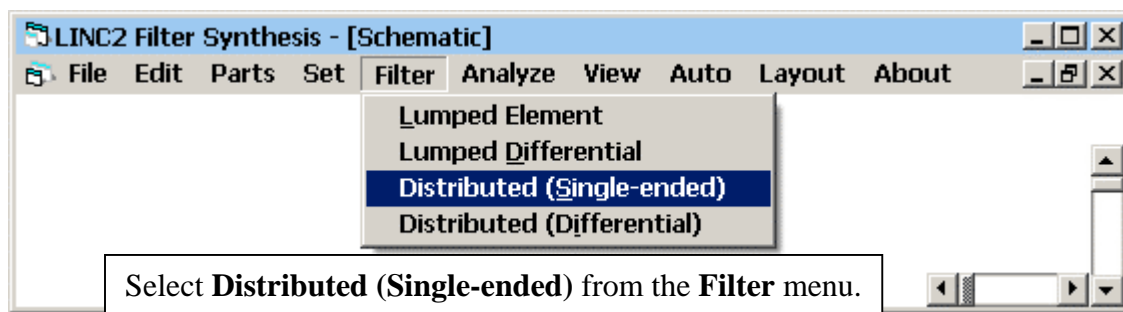 LINC2 Filter Synthesis - [Schematic]
File Edit Parts Set Filter Analyze View Auto Layout About
Lumped Element
Lumped Differential
Distributed (Single-ended)
Distributed (Differential)
Select Distributed (Single-ended) from the Filter menu.